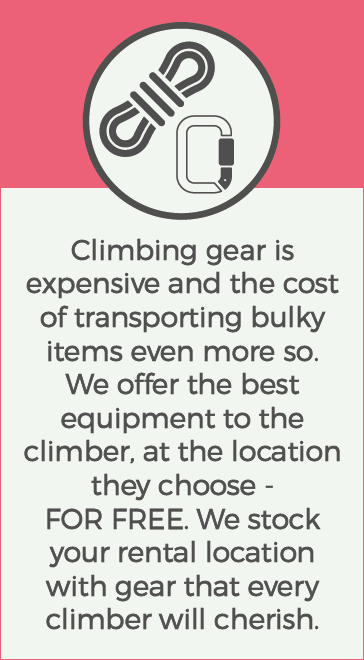 Climbing gear is
expensive and the cost
of transporting bulky
items even more so.
We offer the best
equipment to the
climber, at the location
they choose -
FOR FREE. We stock
your rental location
with gear that every
climber will cherish.